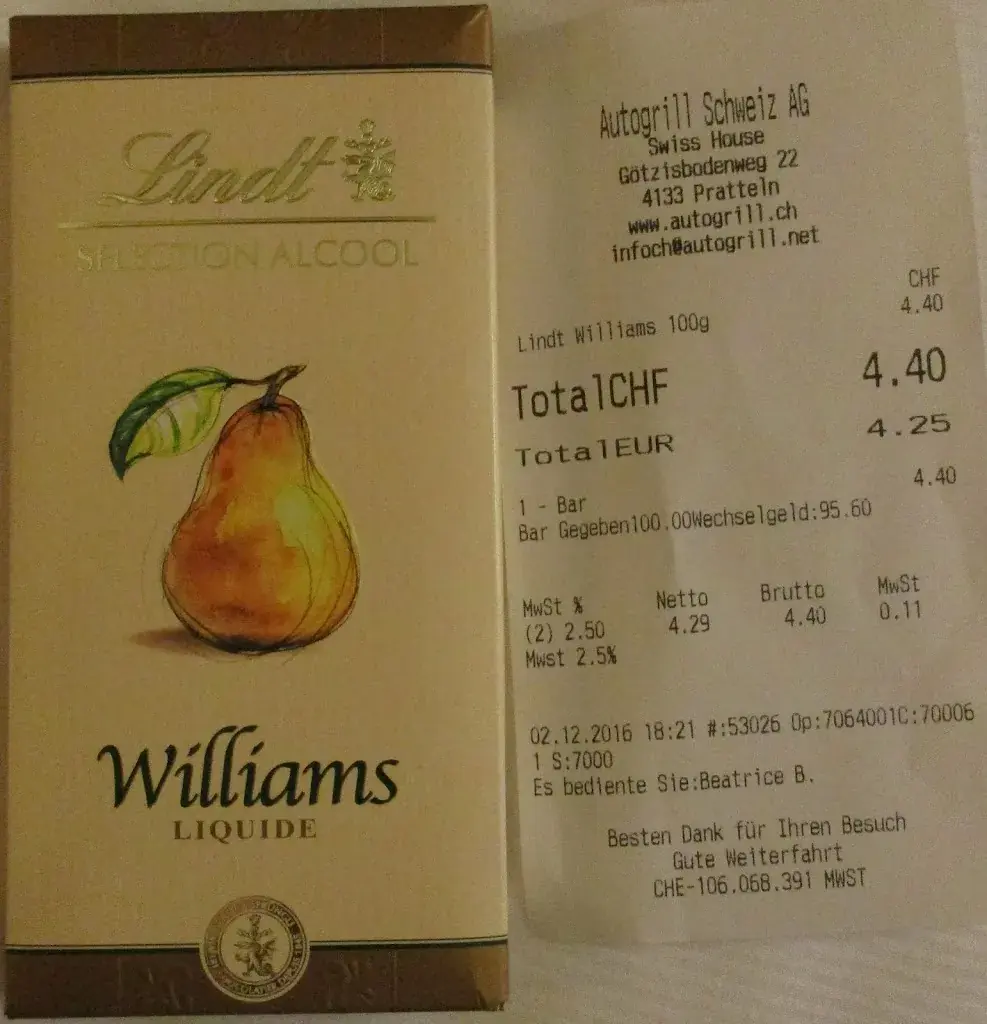 Lindt
SELECTION ALCOOL
Williams
LIQUIDE
Autogrill Schweiz AG
Swiss House
Götzisbodenweg 22
4133 Pratteln
www.autogrill.ch
infoch@autogrill.net
CHF
Lindt Williams 100g 4.40
TotalCHF 4.40
TotalEUR 4.25
1 - Bar 4.40
Bar Gegeben100.00Wechselgeld:95.60
MwSt % Netto Brutto MwSt
(2) 2.50 4.29 4.40 0.11
Mwst 2.5%
02.12.2016 18:21 #:53026 Op:7064001C:70006
1 S:7000
Es bediente Sie:Beatrice B.
Besten Dank für Ihren Besuch
Gute Weiterfahrt
CHE-106.068.391 MWST